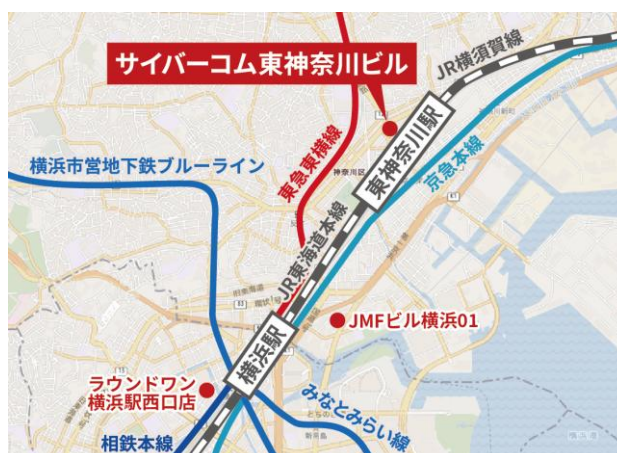 サイバーコム東神奈川ビル
JR横須賀線
東神奈川駅
京急本線
東急東横線
神奈川区
横浜市営地下鉄ブルーライン
JR東海道本線
横浜駅
JMFビル横浜01
ラウンドワン
横浜駅西口店
みなとみらい線
相鉄本線
横浜港